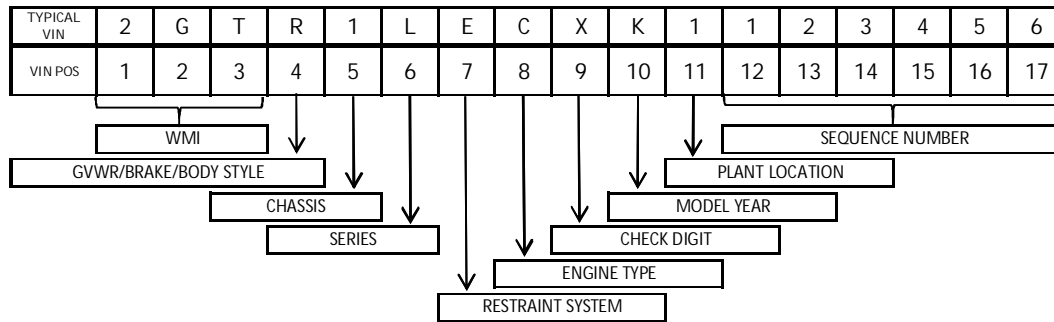 TYPICAL VIN 2 G T R 1 L E C X K 1 1 2 3 4 5 6
VIN POS 1 2 3 4 5 6 7 8 9 10 11 12 13 14 15 16 17
WMI SEQUENCE NUMBER
GVWR/BRAKE/BODY STYLE PLANT LOCATION
CHASSIS MODEL YEAR
SERIES CHECK DIGIT
ENGINE TYPE
RESTRAINT SYSTEM